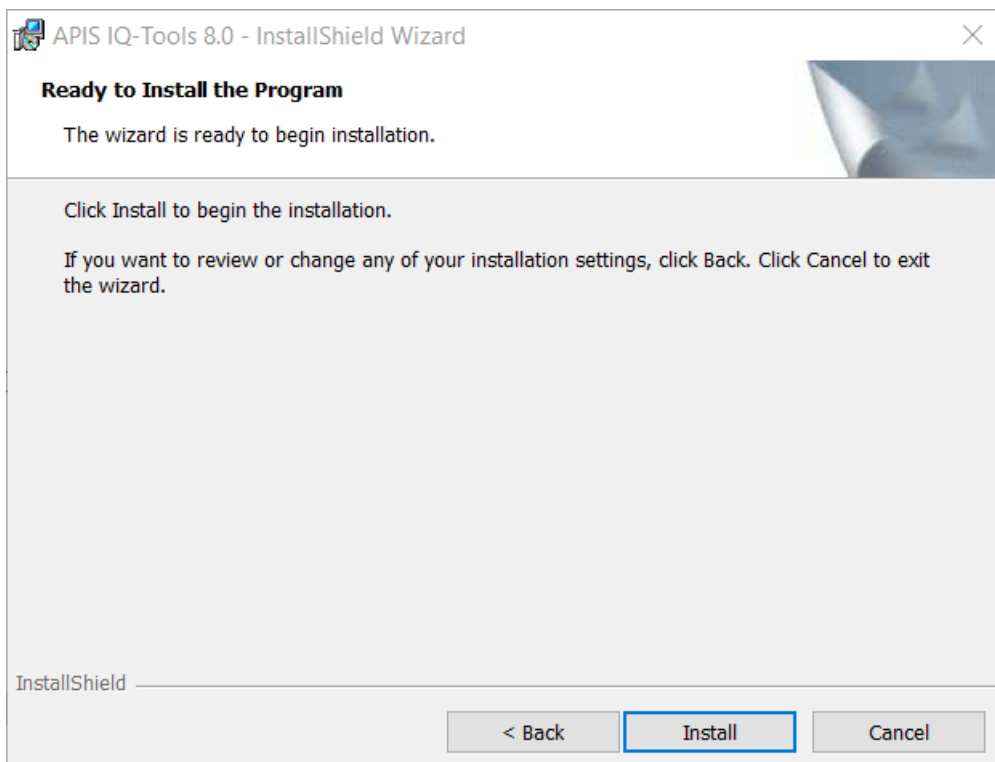 APIS IQ-Tools 8.0 - InstallShield Wizard
Ready to Install the Program
The wizard is ready to begin installation.
Click Install to begin the installation.
If you want to review or change any of your installation settings, click Back. Click Cancel to exit
the wizard.
InstallShield
< Back
Install
Cancel